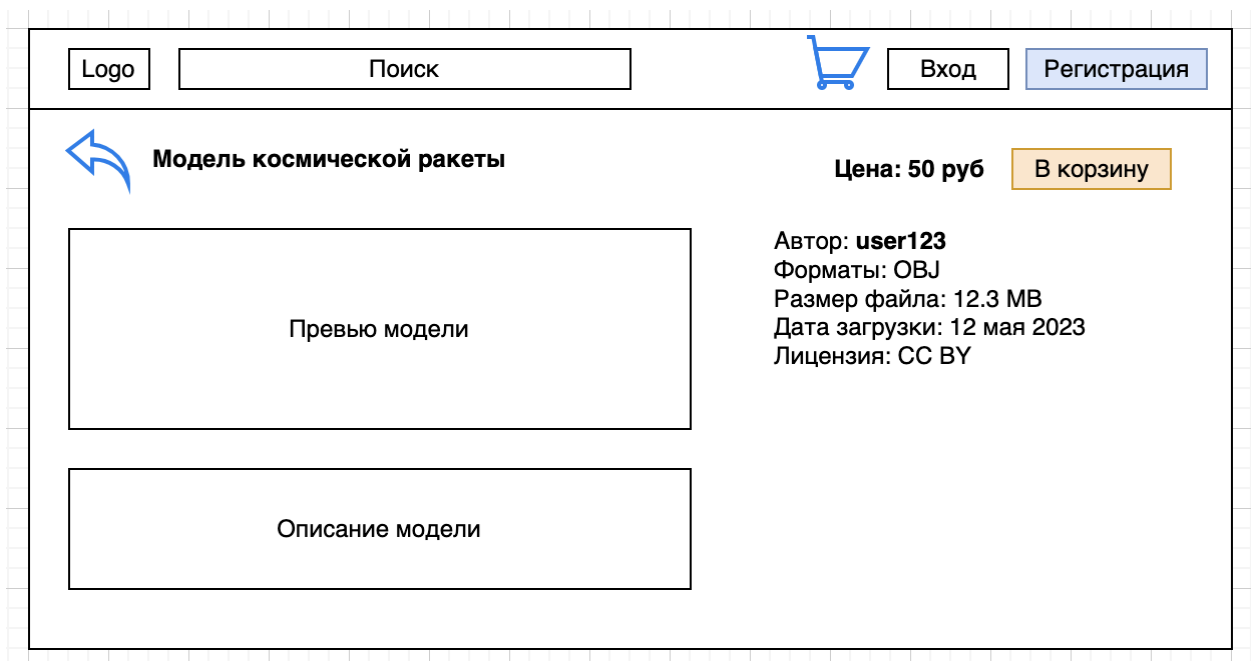 Logo
Поиск
Вход
Регистрация
Модель космической ракеты
Цена: 50 руб
В корзину
Превью модели
Автор: user123
Форматы: OBJ
Размер файла: 12.3 MB
Дата загрузки: 12 мая 2023
Лицензия: CC BY
Описание модели